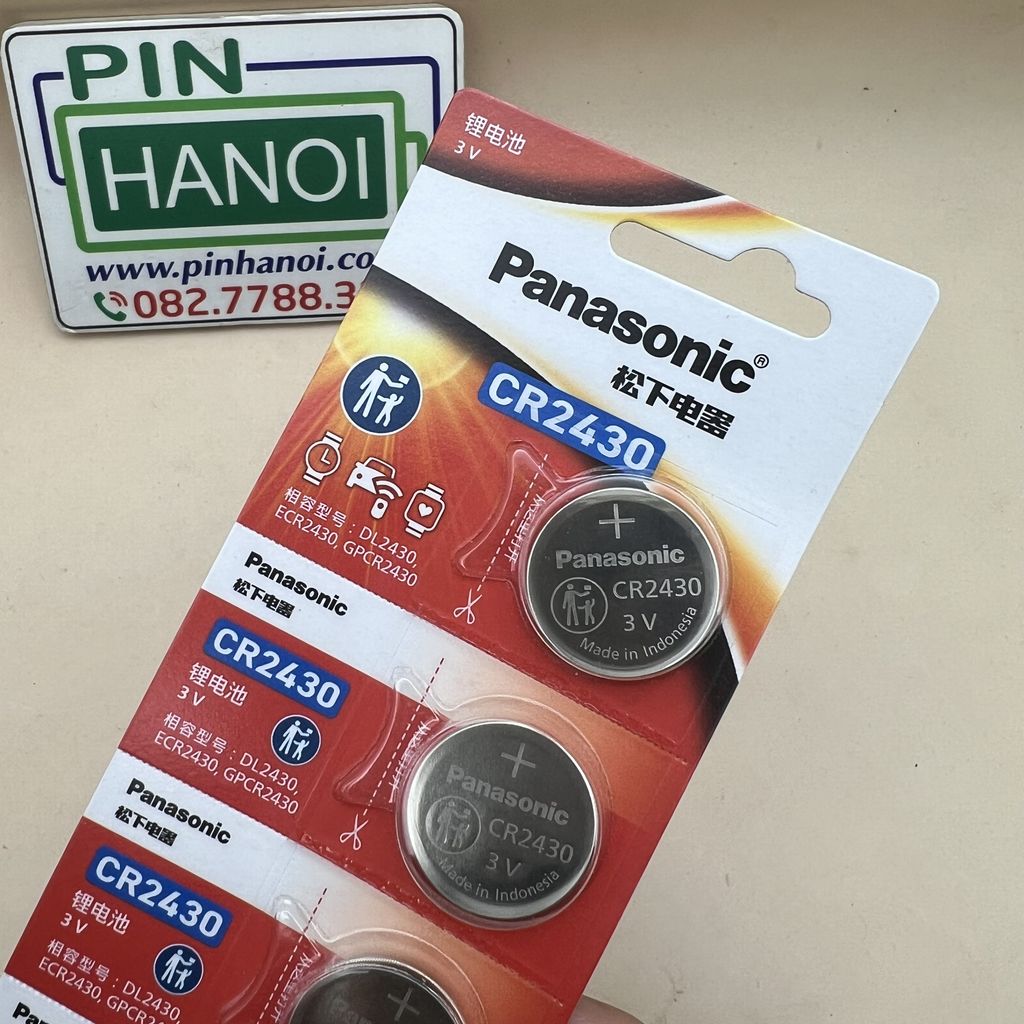 PIN
HANOI
www.pinhanoi.co
082.7788.3
锂电池
3 V
Panasonic®
松下电器
CR2430
相容型号：DL2430,
ECR2430, GPCR2430
+
Panasonic
CR2430
3 V
Made in Indonesia
Panasonic
松下电器
CR2430
锂电池
3 V
相容型号：DL2430,
ECR2430, GPCR2430
+
Panasonic
CR2430
3 V
Made in Indonesia
Panasonic
松下电器
CR2430
锂电池
3 V
相容型号：DL2430,
ECR2430, GPCR24
+
Panaso